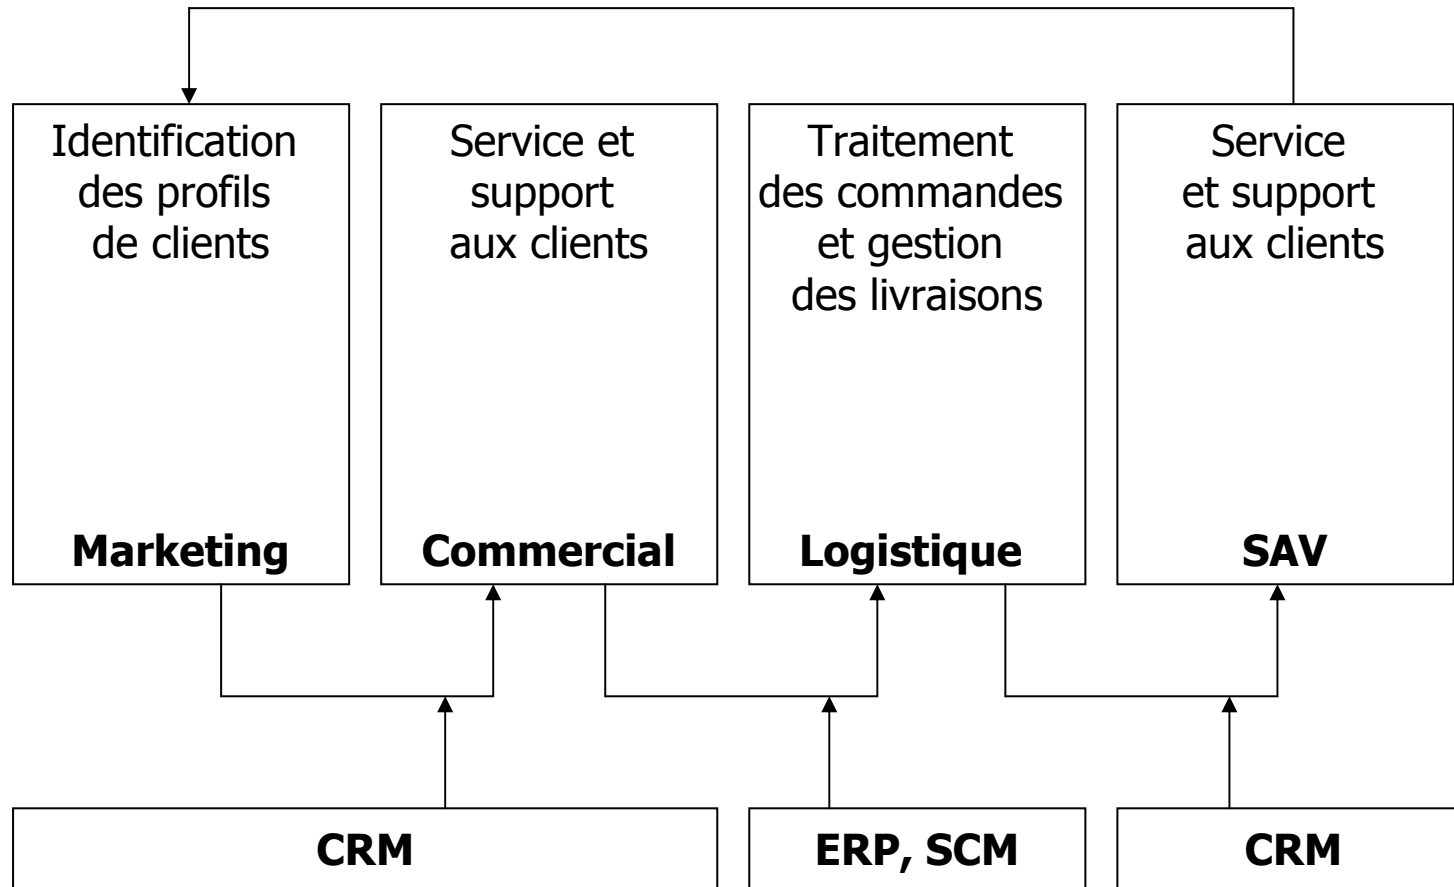 Identification
des profils
de clients
Marketing
Service et
support
aux clients
Commercial
Traitement
des commandes
et gestion
des livraisons
Logistique
Service
et support
aux clients
SAV
CRM
ERP, SCM
CRM